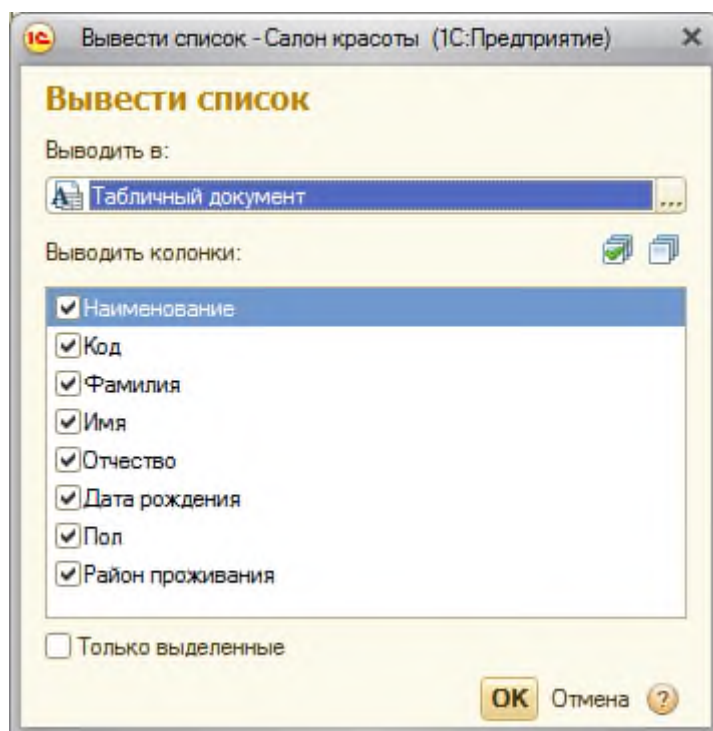 1С Вывести список - Салон красоты (1С:Предприятие)
Вывести список
Выводить в:
Табличный документ ...
Выводить колонки:
Наименование
Код
Фамилия
Имя
Отчество
Дата рождения
Пол
Район проживания
Только выделенные
ОК Отмена ?